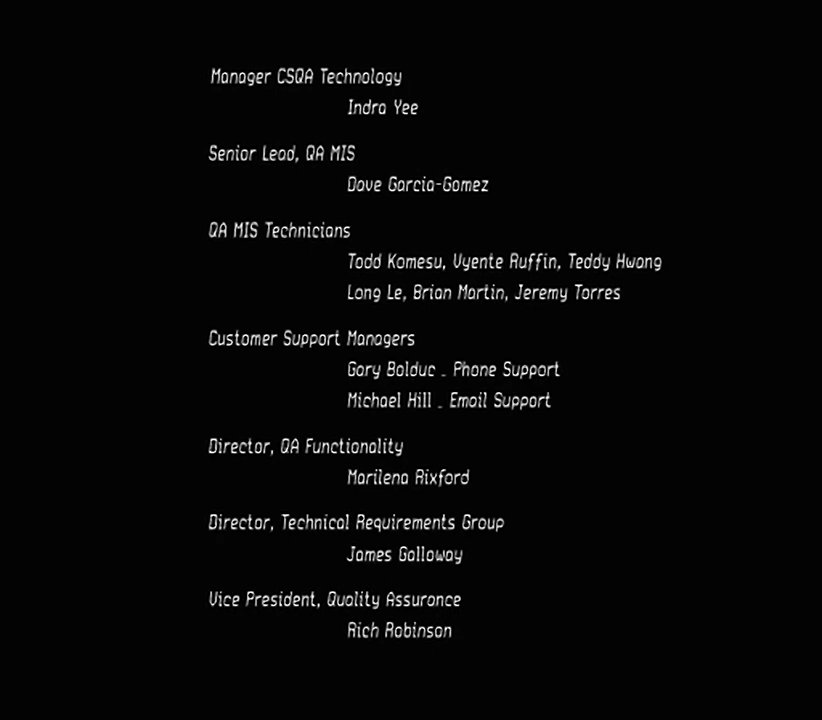 Manager CSQA Technology
Indra Yee
Senior Lead, QA MIS
Dave Garcia-Gomez
QA MIS Technicians
Todd Komesu, Vyente Ruffin, Teddy Hwang
Long Le, Brian Martin, Jeremy Torres
Customer Support Managers
Gary Bolduc _ Phone Support
Michael Hill _ Email Support
Director, QA Functionality
Marilena Rixford
Director, Technical Requirements Group
James Galloway
Vice President, Quality Assurance
Rich Robinson